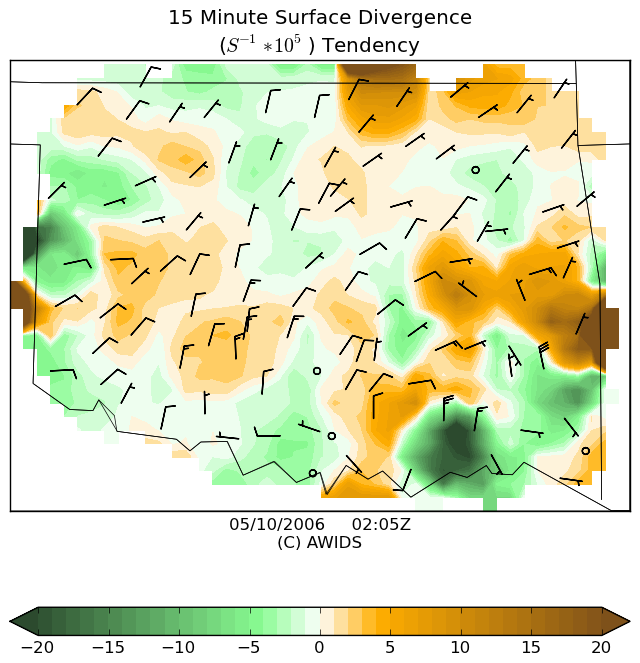 15 Minute Surface Divergence
(S⁻¹ * 10⁵ ) Tendency
05/10/2006 02:05Z
(C) AWIDS
−20 −15 −10 −5 0 5 10 15 20